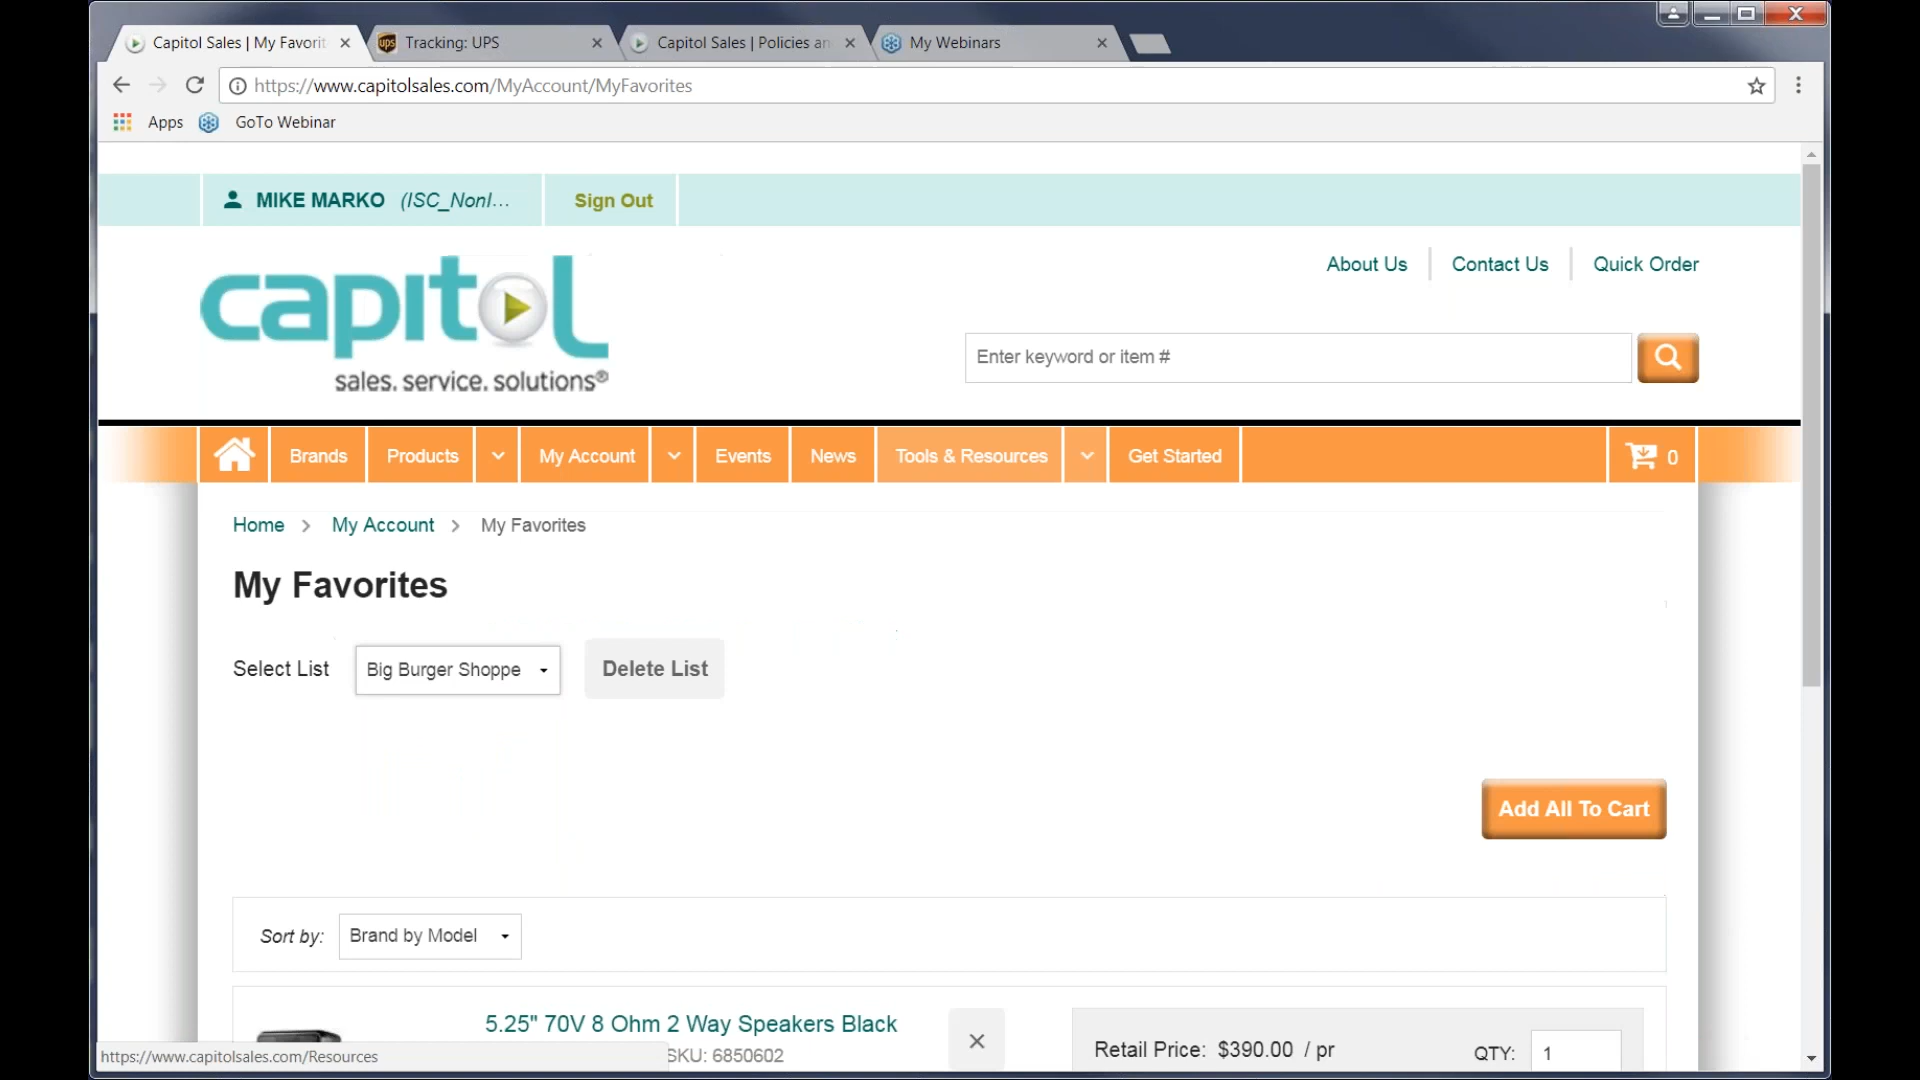 Capitol Sales | My Favorit
Tracking: UPS
Capitol Sales | Policies an
My Webinars
https://www.capitolsales.com/MyAccount/MyFavorites
Apps
GoTo Webinar
MIKE MARKO (ISC_NonI...
Sign Out
About Us
Contact Us
Quick Order
capitol
sales. service. solutions®
Enter keyword or item #
Brands
Products
My Account
Events
News
Tools & Resources
Get Started
0
Home > My Account > My Favorites
My Favorites
Select List
Big Burger Shoppe
Delete List
Add All To Cart
Sort by:
Brand by Model
5.25" 70V 8 Ohm 2 Way Speakers Black
SKU: 6850602
Retail Price: $390.00 / pr
QTY: 1
https://www.capitolsales.com/Resources